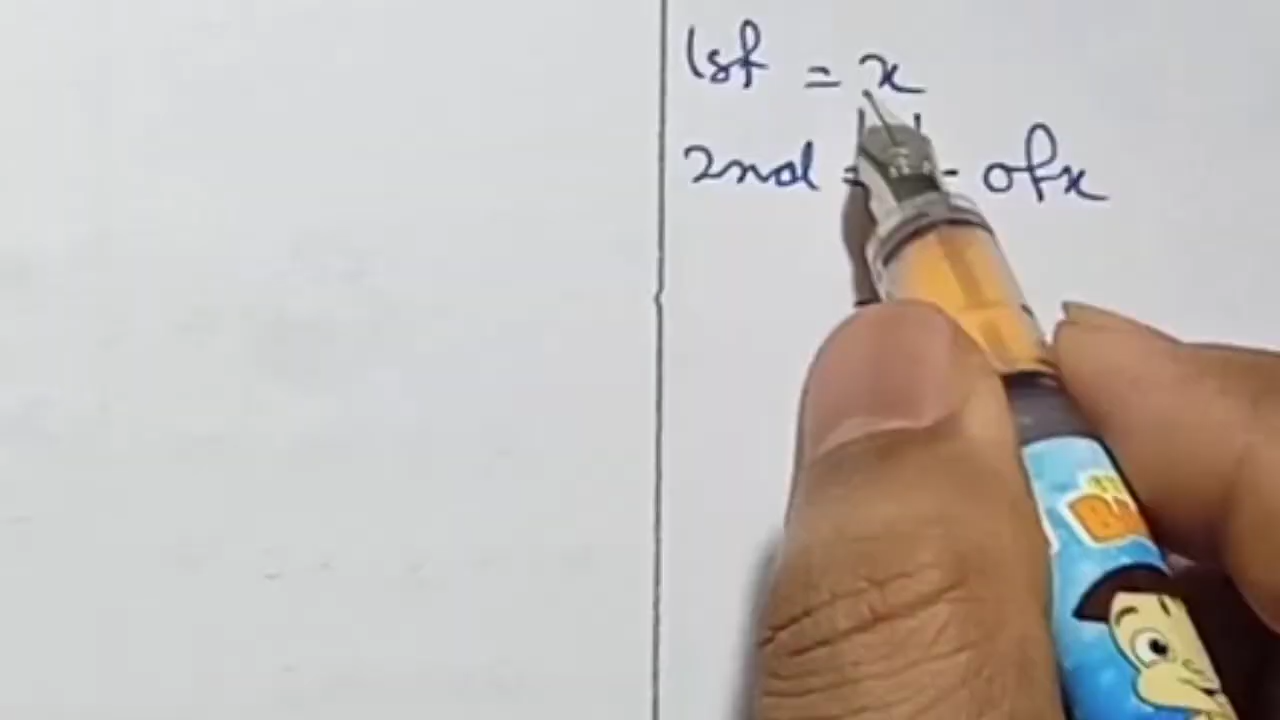 1st = x
2nd = - of x